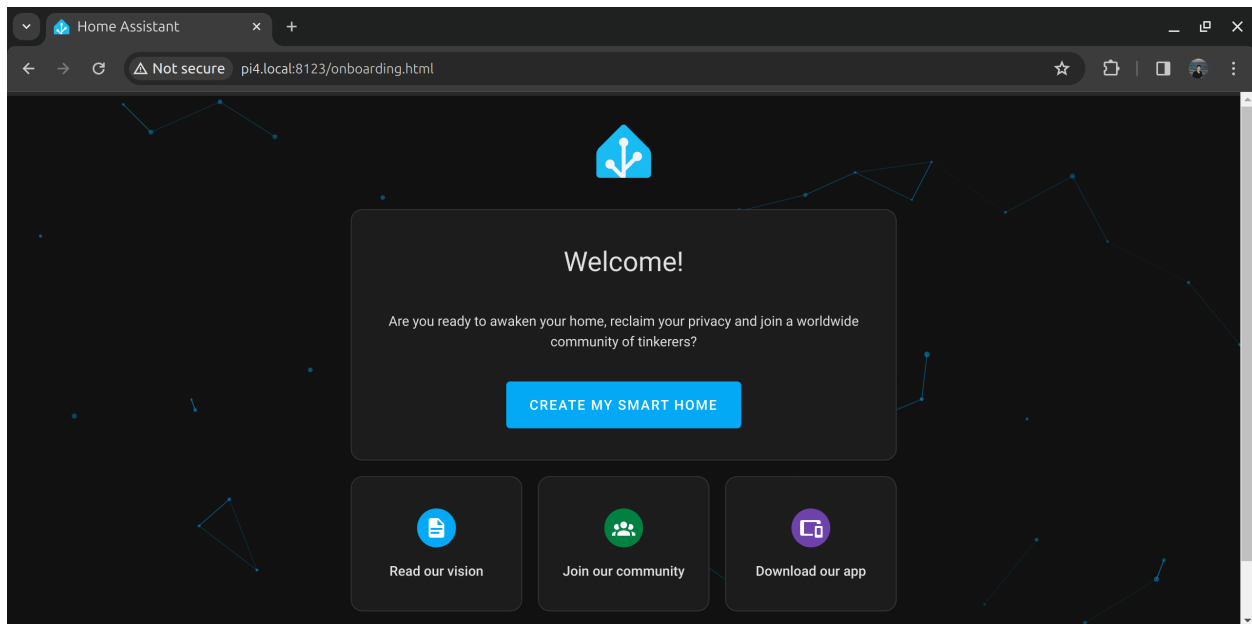 Home Assistant
Not secure pi4.local:8123/onboarding.html
Welcome!
Are you ready to awaken your home, reclaim your privacy and join a worldwide
community of tinkerers?
CREATE MY SMART HOME
Read our vision
Join our community
Download our app